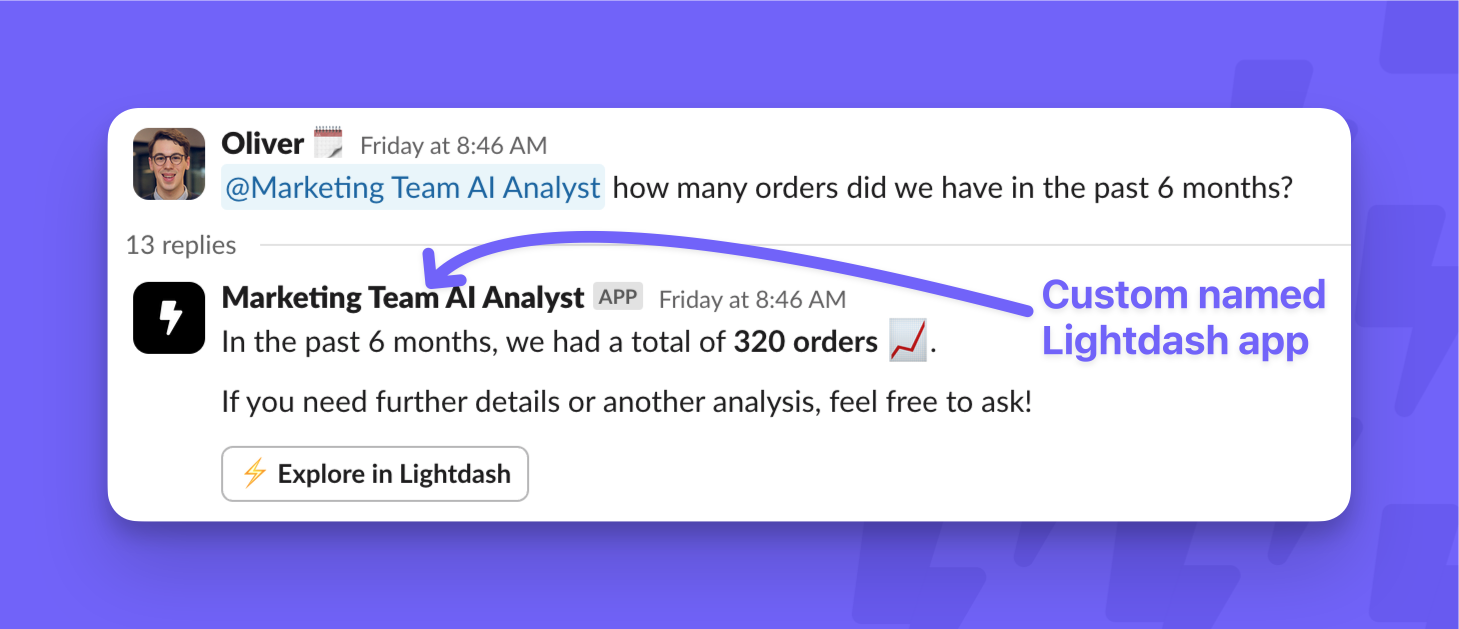 Oliver 🗓️ Friday at 8:46 AM
@Marketing Team AI Analyst how many orders did we have in the past 6 months?
13 replies
Marketing Team AI Analyst APP Friday at 8:46 AM
In the past 6 months, we had a total of 320 orders 📈.
If you need further details or another analysis, feel free to ask!
⚡ Explore in Lightdash
Custom named
Lightdash app